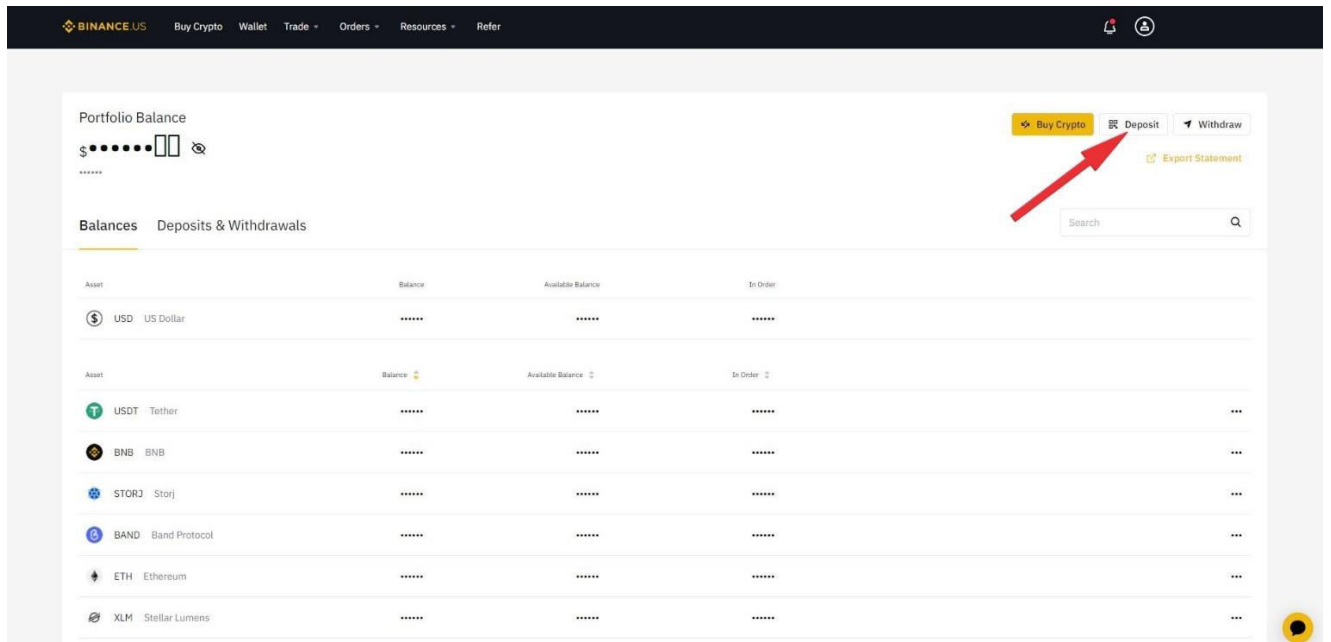 BINANCE.US Buy Crypto Wallet Trade Orders Resources Refer
Portfolio Balance
Buy Crypto Deposit Withdraw
$••••••
••••••
Export Statement
Balances Deposits & Withdrawals Search
Asset Balance Available Balance In Order
USD US Dollar •••••• •••••• ••••••
Asset Balance Available Balance In Order
USDT Tether •••••• •••••• ••••••
BNB BNB •••••• •••••• ••••••
STORJ Storj •••••• •••••• ••••••
BAND Band Protocol •••••• •••••• ••••••
ETH Ethereum •••••• •••••• ••••••
XLM Stellar Lumens •••••• •••••• ••••••